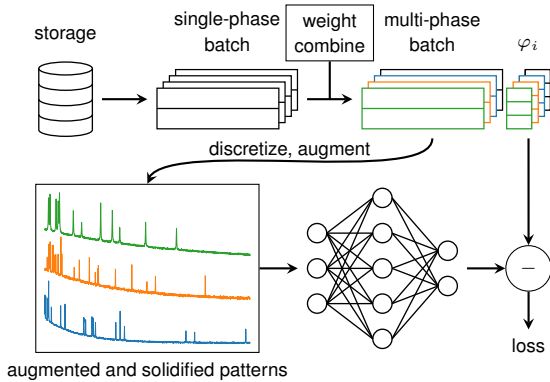 storage
single-phase
batch
weight
combine
multi-phase
batch
φᵢ
discretize, augment
−
loss
augmented and solidified patterns